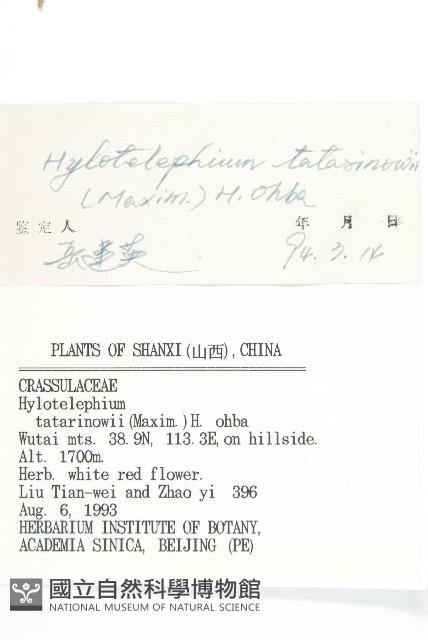 Hylotelephium tatarinowii
(Maxim.) H. Ohba
鉴定人 年 月 日
94.3.14
PLANTS OF SHANXI(山西), CHINA
CRASSULACEAE
Hylotelephium
tatarinowii(Maxim.)H. ohba
Wutai mts. 38.9N, 113.3E, on hillside.
Alt. 1700m.
Herb. white red flower.
Liu Tian-wei and Zhao yi 396
Aug. 6, 1993
HERBARIUM INSTITUTE OF BOTANY,
ACADEMIA SINICA, BEIJING (PE)
國立自然科學博物館
NATIONAL MUSEUM OF NATURAL SCIENCE